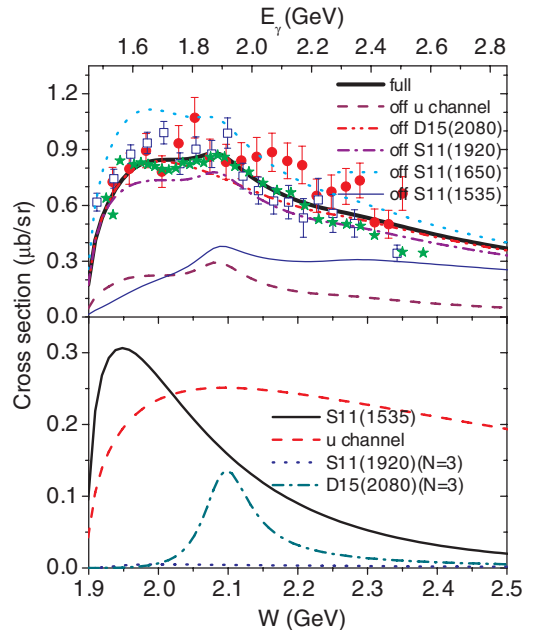 E_γ (GeV)
1.6 1.8 2.0 2.2 2.4 2.6 2.8
Cross section (μb/sr)
1.2
0.9
0.6
0.3
0.0
full
off u channel
off D15(2080)
off S11(1920)
off S11(1650)
off S11(1535)
0.3
0.2
0.1
0.0
S11(1535)
u channel
S11(1920)(N=3)
D15(2080)(N=3)
1.9 2.0 2.1 2.2 2.3 2.4 2.5
W (GeV)